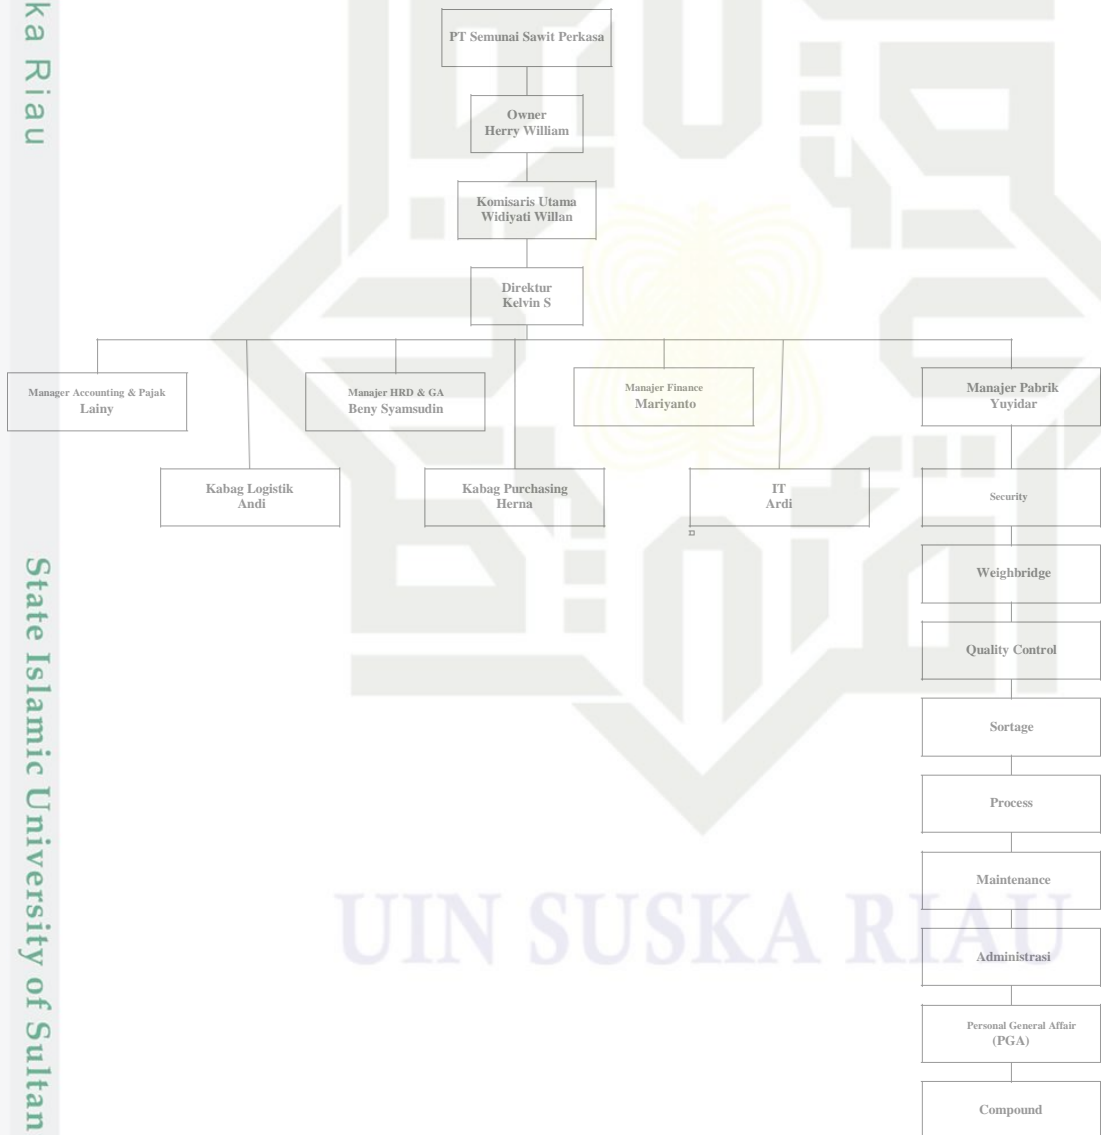 PT Semunai Sawit Perkasa
Owner
Herry William
Komisaris Utama
Widiyati Willan
Direktur
Kelvin S
Manager Accounting & Pajak
Lainy
Manajer HRD & GA
Beny Syamsudin
Manajer Finance
Mariyanto
Manajer Pabrik
Yuyidar
Kabag Logistik
Andi
Kabag Purchasing
Herna
IT
Ardi
Security
Weighbridge
Quality Control
Sortage
Process
Maintenance
Administrasi
Personal General Affair
(PGA)
Compound
UIN SUSKA RIAU
ka Riau
State Islamic University of Sultan